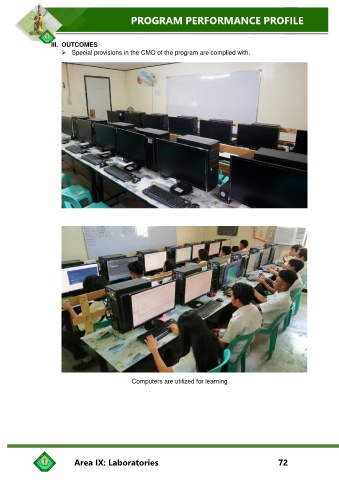 PROGRAM PERFORMANCE PROFILE
III. OUTCOMES
➢ Special provisions in the CMO of the program are complied with.
Computers are utilized for learning
Area IX: Laboratories 72